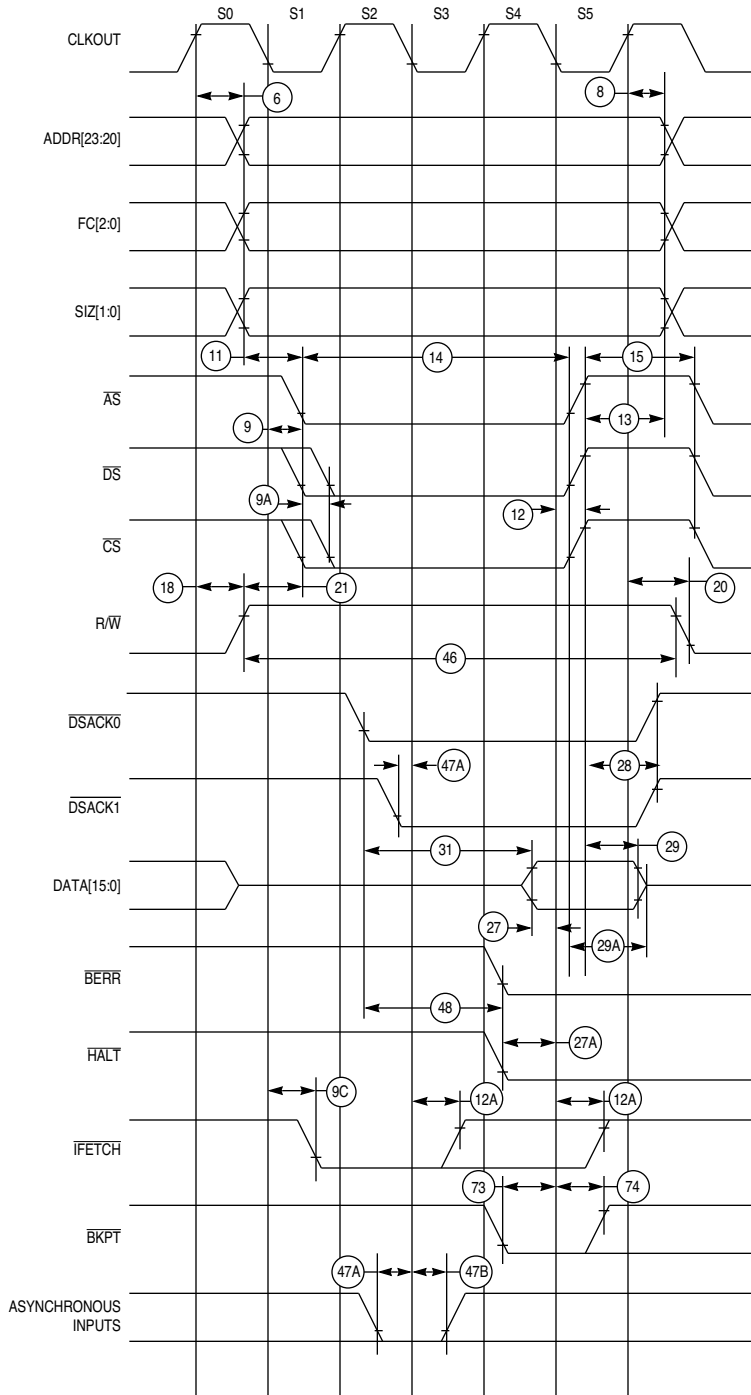 S0 S1 S2 S3 S4 S5
CLKOUT
6 8
ADDR[23:20]
FC[2:0]
SIZ[1:0]
11 14 15
AS
9 13
DS
9A 12
CS
18 21 20
R/W
46
DSACK0
47A 28
DSACK1
31 29
DATA[15:0]
27 29A
BERR
48
27A
HALT
9C 12A 12A
IFETCH
73 74
BKPT
47A 47B
ASYNCHRONOUS
INPUTS